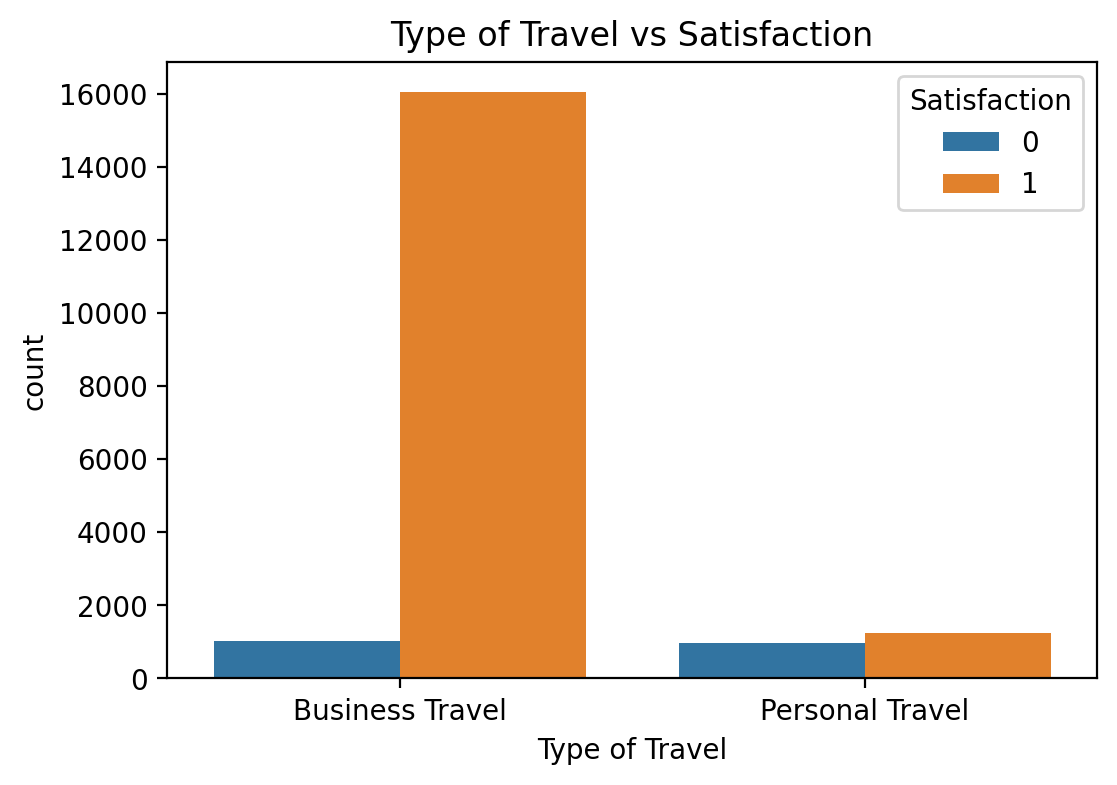 Type of Travel vs Satisfaction
Satisfaction
0
1
16000
14000
12000
10000
8000
6000
4000
2000
0
count
Business Travel
Personal Travel
Type of Travel